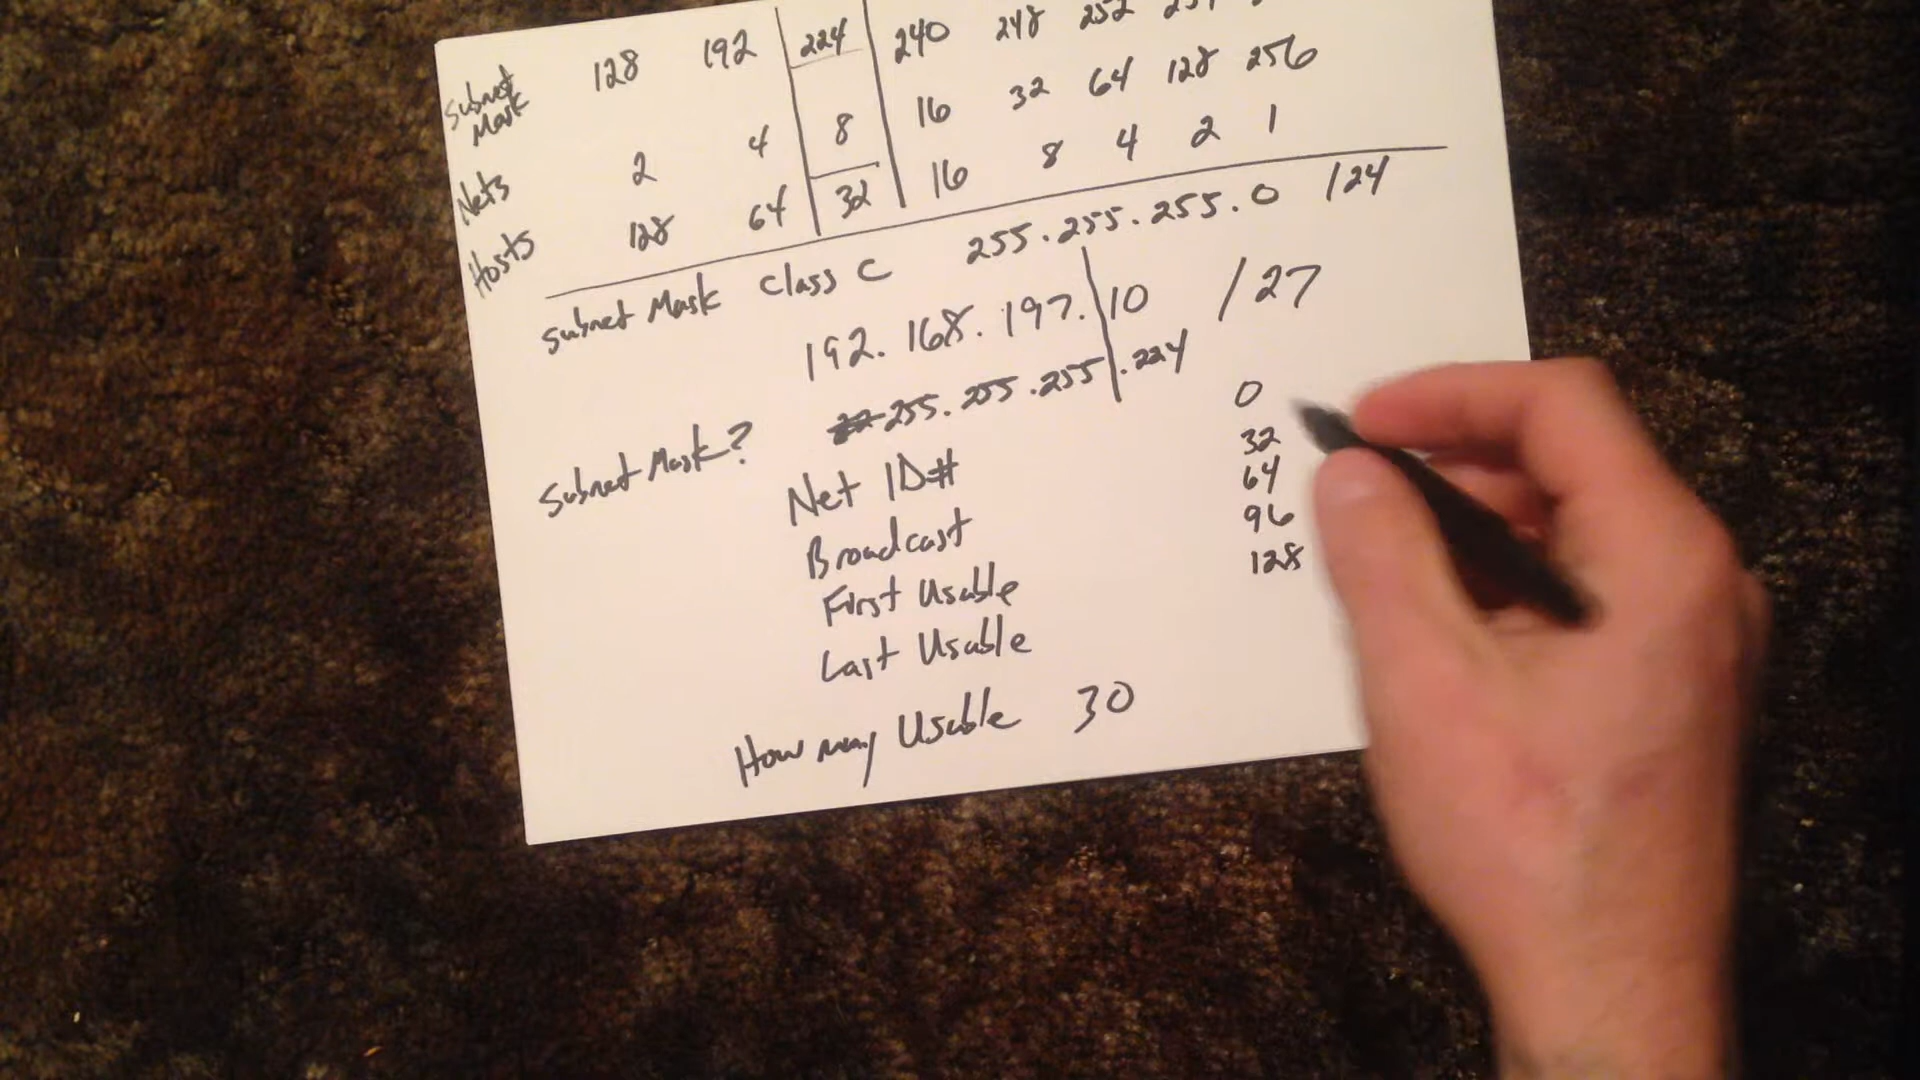 Subnet Mask 128 192 224 240 248 252
Nets 2 4 8 16 32 64 128 256
Hosts 128 64 32 16 8 4 2 1
Subnet Mask Class C 255.255.255.0 /24
192.168.197.10 /27
Subnet Mask? 255.255.255.224
Net ID#
Broadcast
First Usable
Last Usable
How many Usable 30
0
32
64
96
128